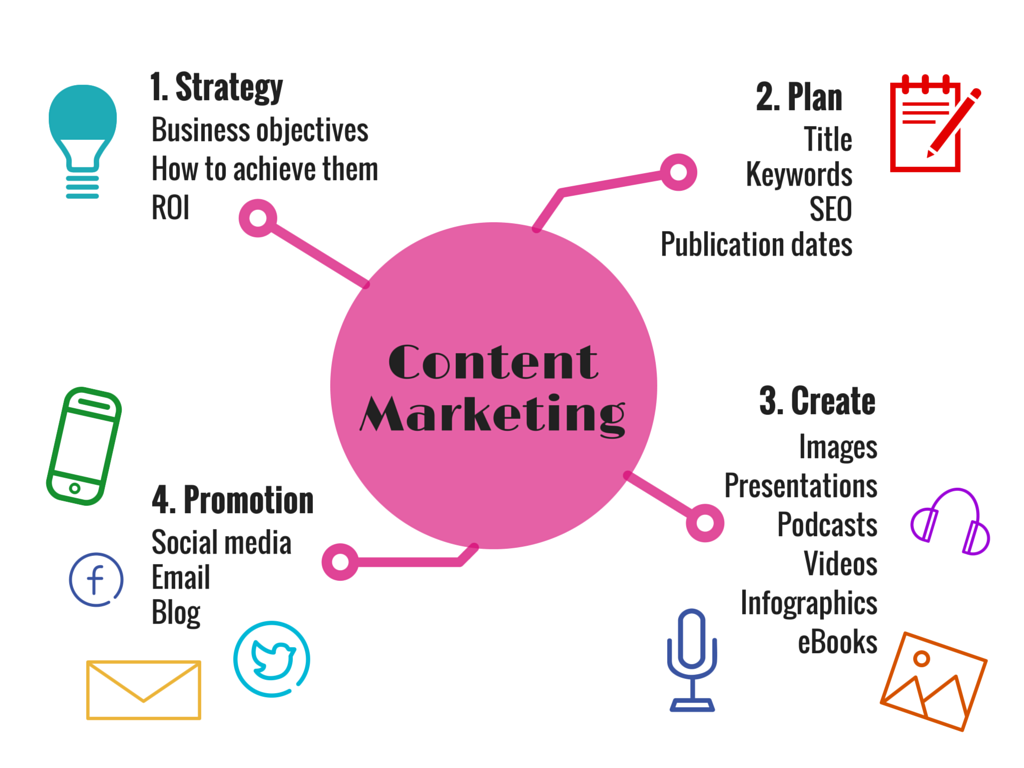 1. Strategy
Business objectives
How to achieve them
ROI
2. Plan
Title
Keywords
SEO
Publication dates
Content
Marketing
3. Create
Images
Presentations
Podcasts
Videos
Infographics
eBooks
4. Promotion
Social media
Email
Blog